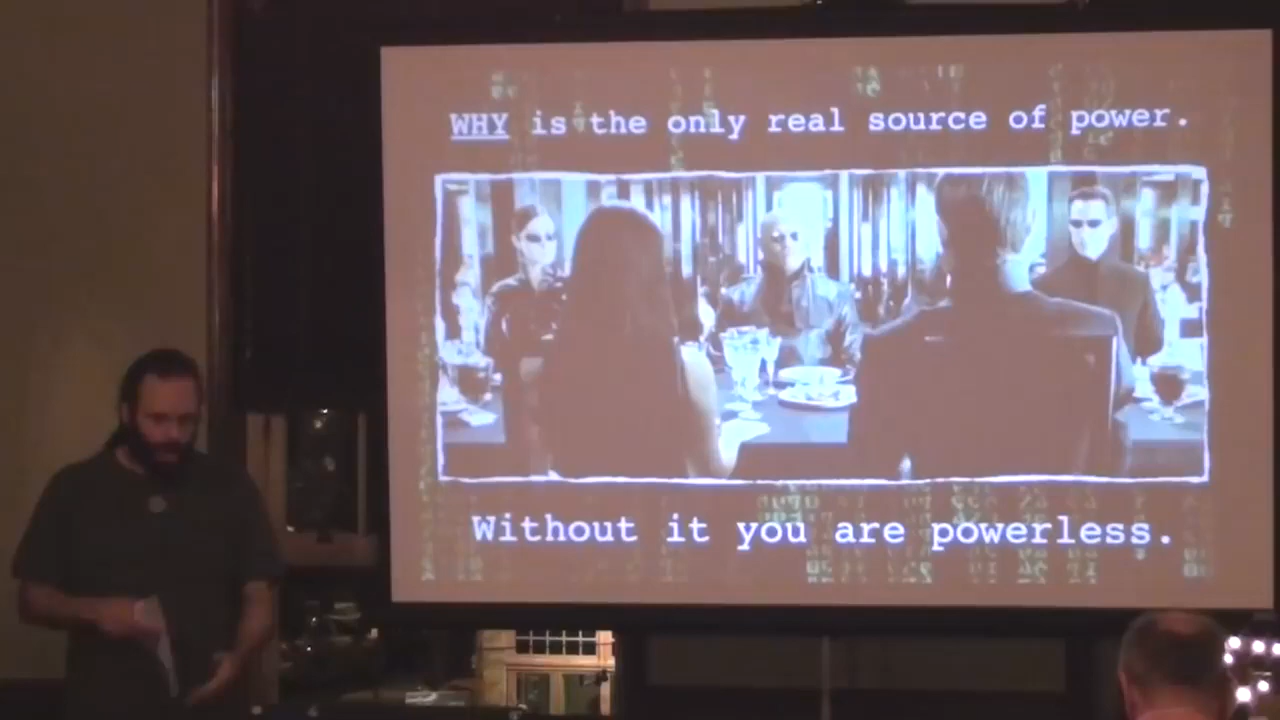 WHY is the only real source of power.
Without it you are powerless.